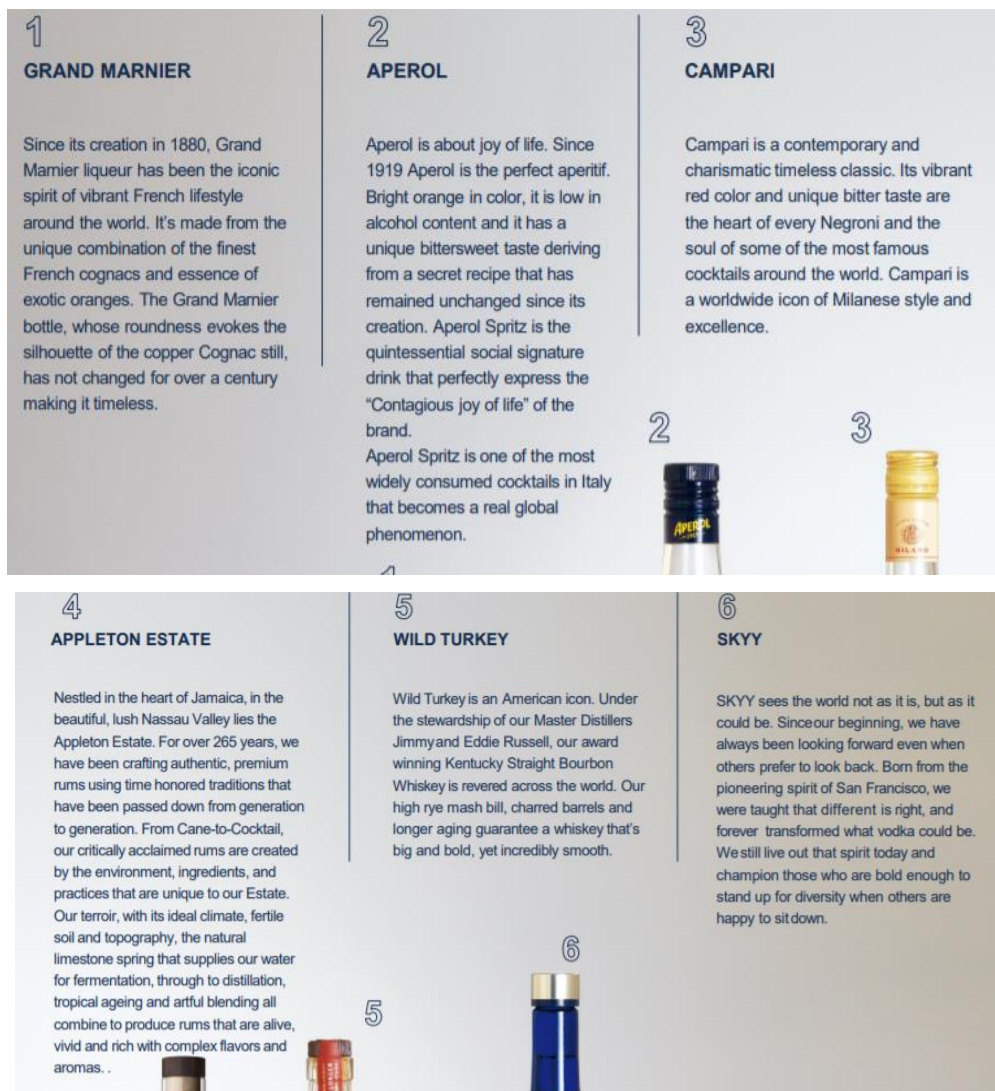 1
GRAND MARNIER
Since its creation in 1880, Grand
Marnier liqueur has been the iconic
spirit of vibrant French lifestyle
around the world. It's made from the
unique combination of the finest
French cognacs and essence of
exotic oranges. The Grand Marnier
bottle, whose roundness evokes the
silhouette of the copper Cognac still,
has not changed for over a century
making it timeless.
2
APEROL
Aperol is about joy of life. Since
1919 Aperol is the perfect aperitif.
Bright orange in color, it is low in
alcohol content and it has a
unique bittersweet taste deriving
from a secret recipe that has
remained unchanged since its
creation. Aperol Spritz is the
quintessential social signature
drink that perfectly express the
“Contagious joy of life” of the
brand.
Aperol Spritz is one of the most
widely consumed cocktails in Italy
that becomes a real global
phenomenon.
3
CAMPARI
Campari is a contemporary and
charismatic timeless classic. Its vibrant
red color and unique bitter taste are
the heart of every Negroni and the
soul of some of the most famous
cocktails around the world. Campari is
a worldwide icon of Milanese style and
excellence.
2
APEROL
3
MILANO
1
4
APPLETON ESTATE
Nestled in the heart of Jamaica, in the
beautiful, lush Nassau Valley lies the
Appleton Estate. For over 265 years, we
have been crafting authentic, premium
rums using time honored traditions that
have been passed down from generation
to generation. From Cane-to-Cocktail,
our critically acclaimed rums are created
by the environment, ingredients, and
practices that are unique to our Estate.
Our terroir, with its ideal climate, fertile
soil and topography, the natural
limestone spring that supplies our water
for fermentation, through to distillation,
tropical ageing and artful blending all
combine to produce rums that are alive,
vivid and rich with complex flavors and
aromas. .
5
WILD TURKEY
Wild Turkey is an American icon. Under
the stewardship of our Master Distillers
Jimmy and Eddie Russell, our award
winning Kentucky Straight Bourbon
Whiskey is revered across the world. Our
high rye mash bill, charred barrels and
longer aging guarantee a whiskey that's
big and bold, yet incredibly smooth.
6
SKYY
SKYY sees the world not as it is, but as it
could be. Since our beginning, we have
always been looking forward even when
others prefer to look back. Born from the
pioneering spirit of San Francisco, we
were taught that different is right, and
forever transformed what vodka could be.
We still live out that spirit today and
champion those who are bold enough to
stand up for diversity when others are
happy to sit down.
6
5